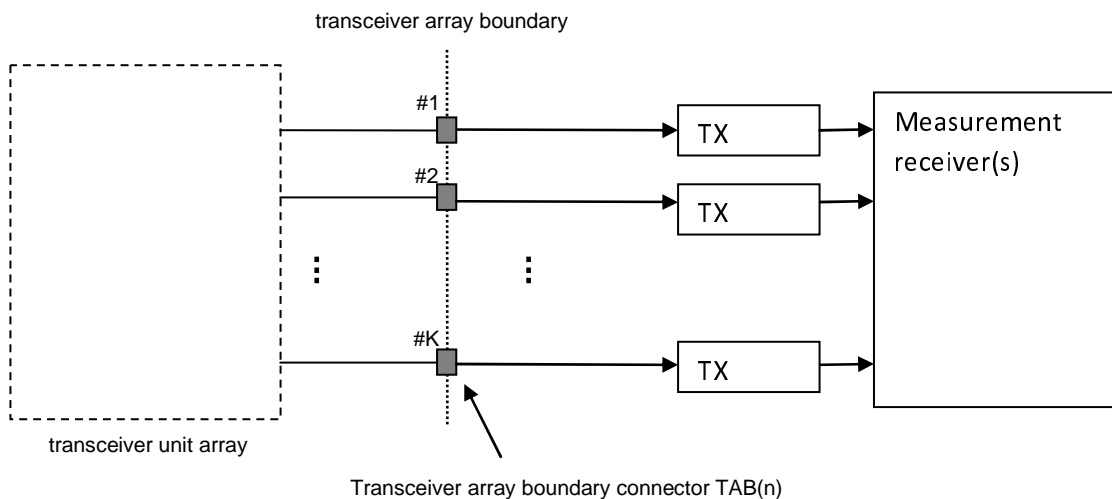 transceiver array boundary
#1
TX
Measurement
receiver(s)
#2
TX
#K
TX
transceiver unit array
Transceiver array boundary connector TAB(n)